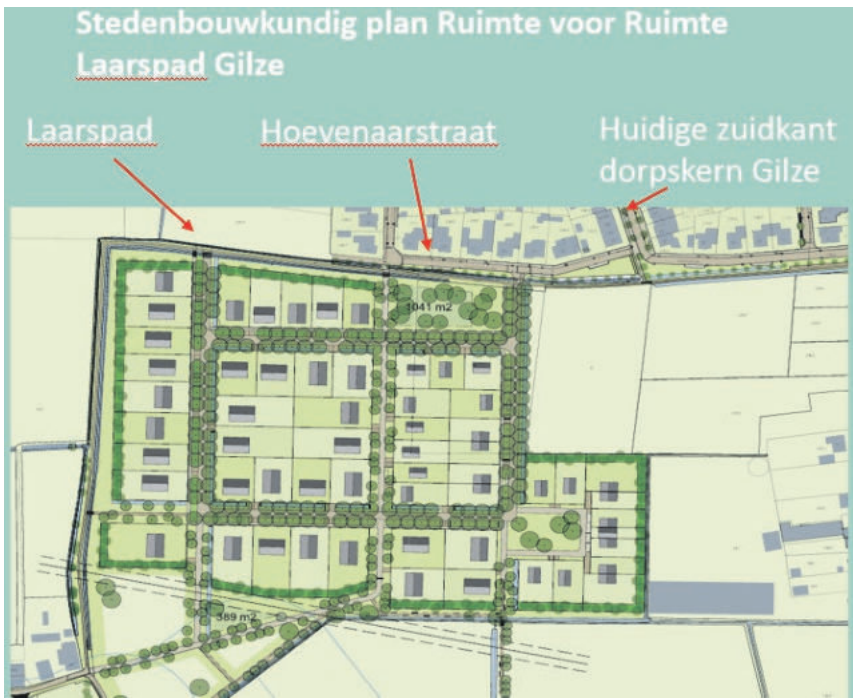 Stedenbouwkundig plan Ruimte voor Ruimte
Laarspad Gilze
Laarspad
Hoevenaarstraat
Huidige zuidkant
dorpskern Gilze
1041 m2
389 m2